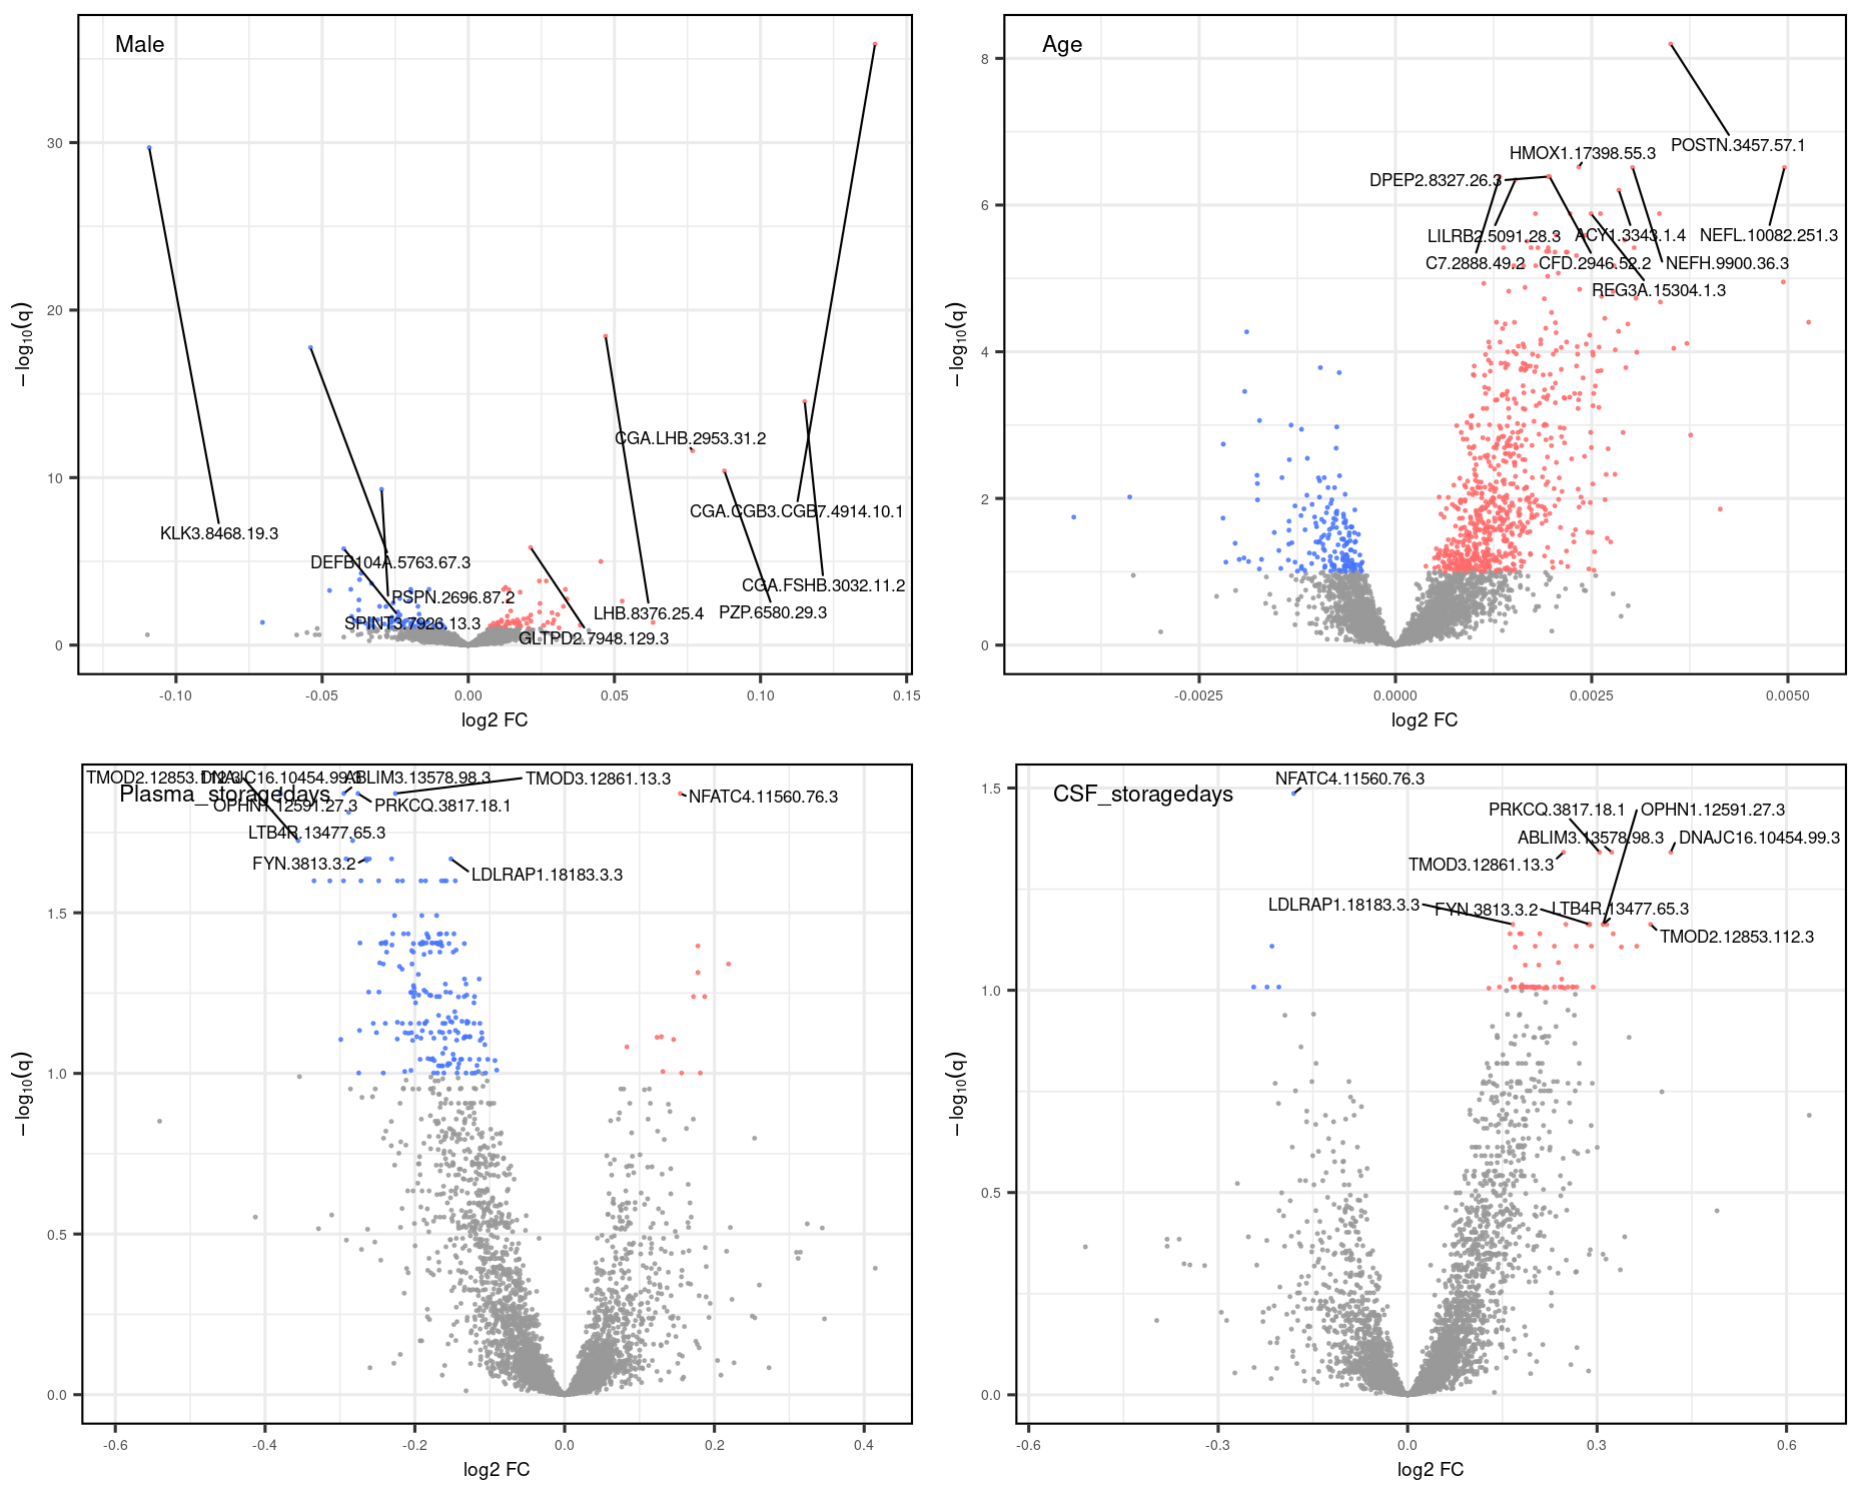 Male
KLK3.8468.19.3
DEFB104A.5763.67.3
PSPN.2696.87.2
SPINT3.7926.13.3
GLTPD2.7948.129.3
LHB.8376.25.4
PZP.6580.29.3
CGA.FSHB.3032.11.2
CGA.CGB3.CGB7.4914.10.1
CGA.LHB.2953.31.2
0
10
20
30
-0.10
-0.05
0.00
0.05
0.10
0.15
log2 FC
−log10(q)
Age
POSTN.3457.57.1
HMOX1.17398.55.3
DPEP2.8327.26.3
LILRB2.5091.28.3
ACY1.3343.1.4
NEFL.10082.251.3
C7.2888.49.2
CFD.2946.52.2
NEFH.9900.36.3
REG3A.15304.1.3
0
2
4
6
8
-0.0025
0.0000
0.0025
0.0050
log2 FC
−log10(q)
Plasma_storagedays
TMOD2.12853.112.3
DNAJC16.10454.99.3
ABLIM3.13578.98.3
TMOD3.12861.13.3
NFATC4.11560.76.3
OPHN1.12591.27.3
PRKCQ.3817.18.1
LTB4R.13477.65.3
FYN.3813.3.2
LDLRAP1.18183.3.3
0.0
0.5
1.0
1.5
-0.6
-0.4
-0.2
0.0
0.2
0.4
log2 FC
−log10(q)
CSF_storagedays
NFATC4.11560.76.3
PRKCQ.3817.18.1
OPHN1.12591.27.3
ABLIM3.13578.98.3
DNAJC16.10454.99.3
TMOD3.12861.13.3
LDLRAP1.18183.3.3
FYN.3813.3.2
LTB4R.13477.65.3
TMOD2.12853.112.3
0.0
0.5
1.0
1.5
-0.6
-0.3
0.0
0.3
0.6
log2 FC
−log10(q)